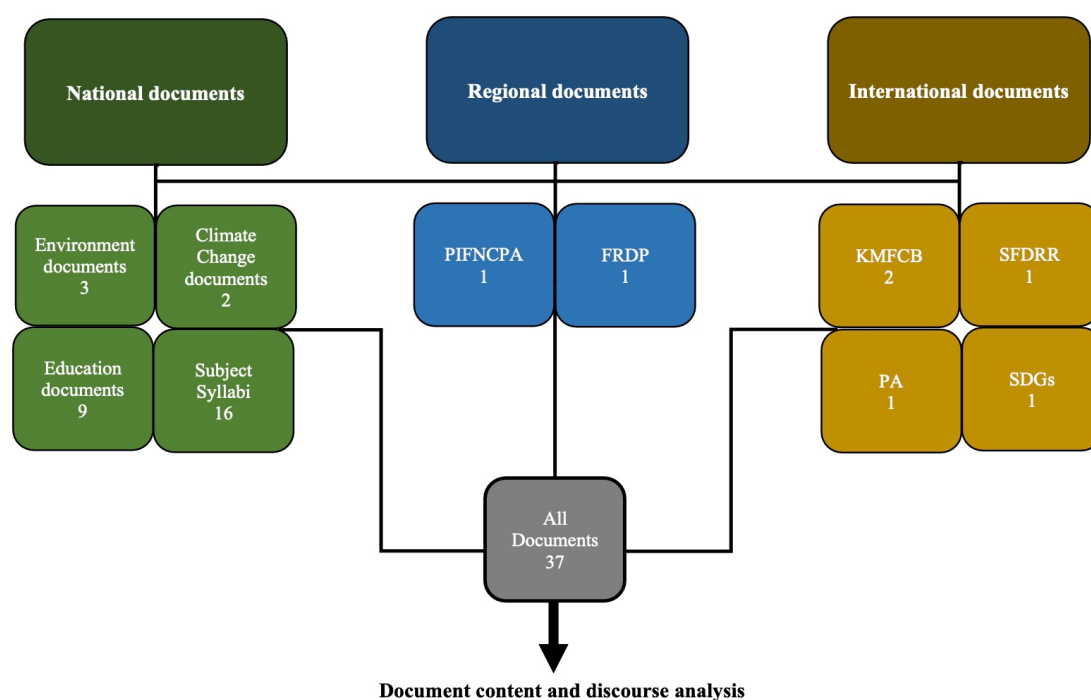 National documents
Regional documents
International documents
Environment
documents
3
Climate
Change
documents
2
Education
documents
9
Subject
Syllabi
16
PIFNCPA
1
FRDP
1
KMFCB
2
SFDRR
1
PA
1
SDGs
1
All
Documents
37
Document content and discourse analysis